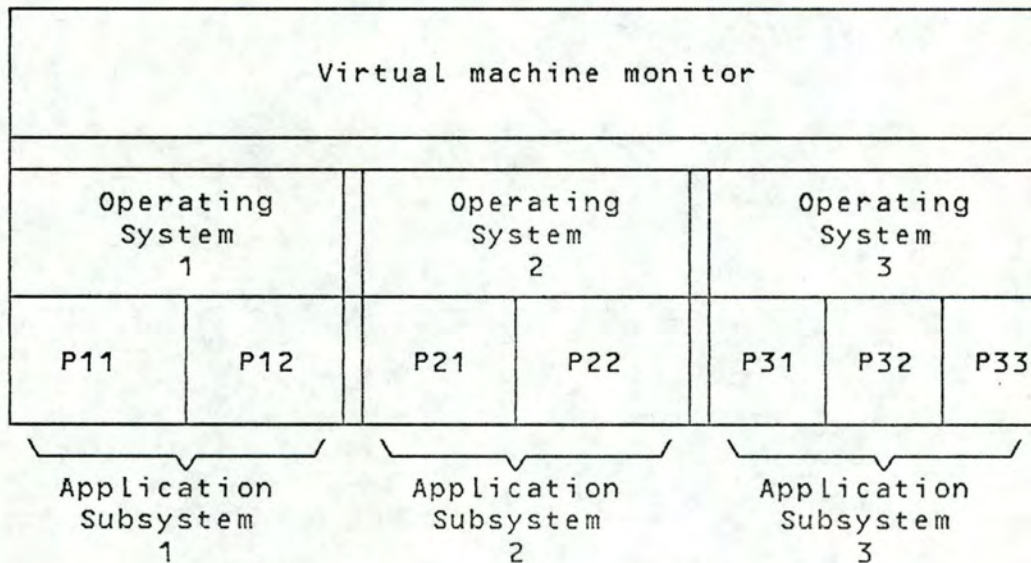 Virtual machine monitor
Operating System 1
Operating System 2
Operating System 3
P11 P12 P21 P22 P31 P32 P33
Application Subsystem 1
Application Subsystem 2
Application Subsystem 3